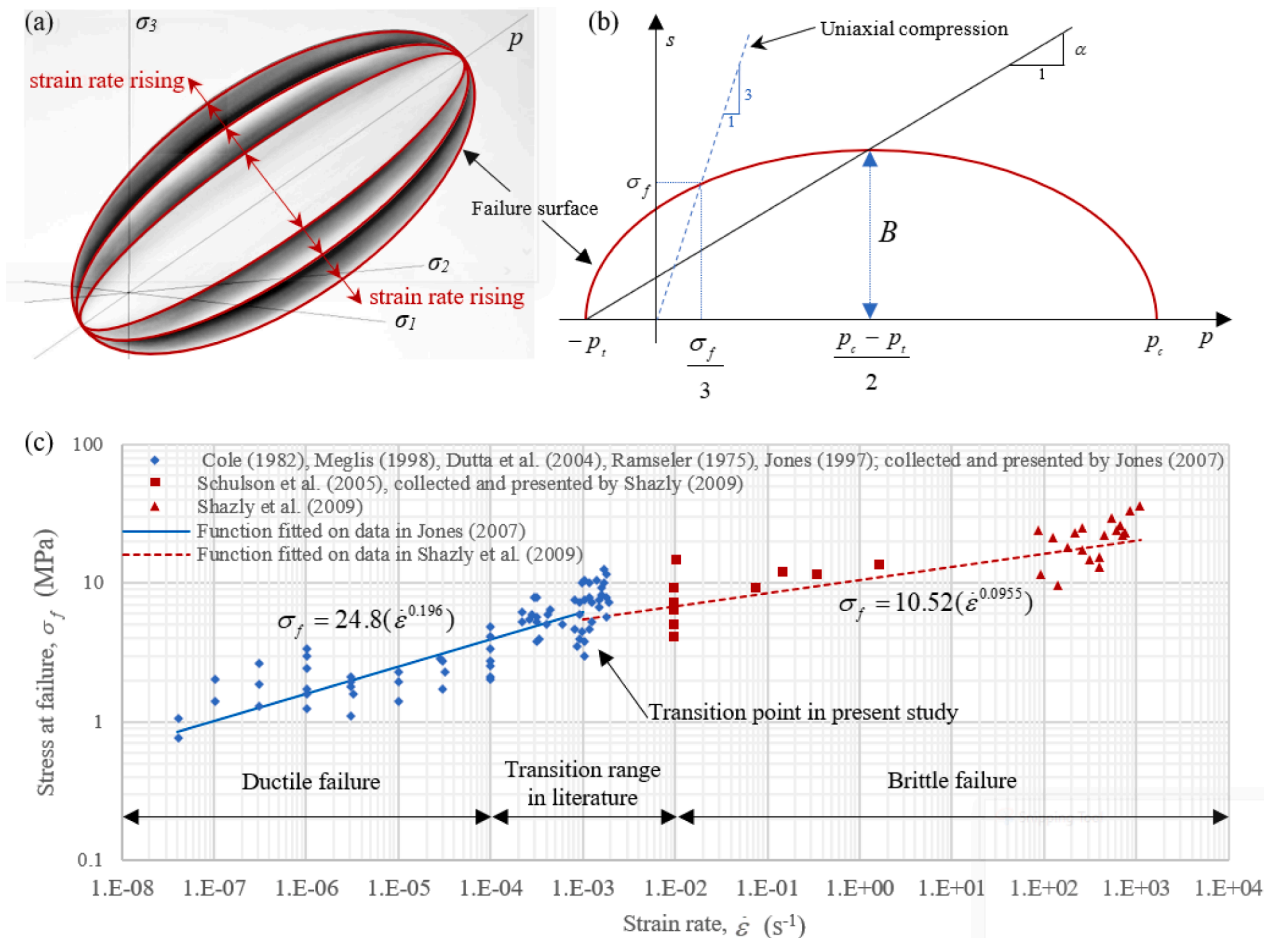 (a)
σ3
p
strain rate rising
Failure surface
σ2
strain rate rising
σ1
(b)
s
Uniaxial compression
α
1
3
1
σf
B
−pt
σf/3
(pc − pt)/2
pc
p
(c)
100
10
1
0.1
Stress at failure, σf (MPa)
Cole (1982), Meglis (1998), Dutta et al. (2004), Ramseler (1975), Jones (1997); collected and presented by Jones (2007)
Schulson et al. (2005), collected and presented by Shazly (2009)
Shazly et al. (2009)
Function fitted on data in Jones (2007)
Function fitted on data in Shazly et al. (2009)
σf = 24.8(ε̇^0.196)
σf = 10.52(ε̇^0.0955)
Transition point in present study
Ductile failure
Transition range
in literature
Brittle failure
1.E-08 1.E-07 1.E-06 1.E-05 1.E-04 1.E-03 1.E-02 1.E-01 1.E+00 1.E+01 1.E+02 1.E+03 1.E+04
Strain rate, ε̇ (s-1)